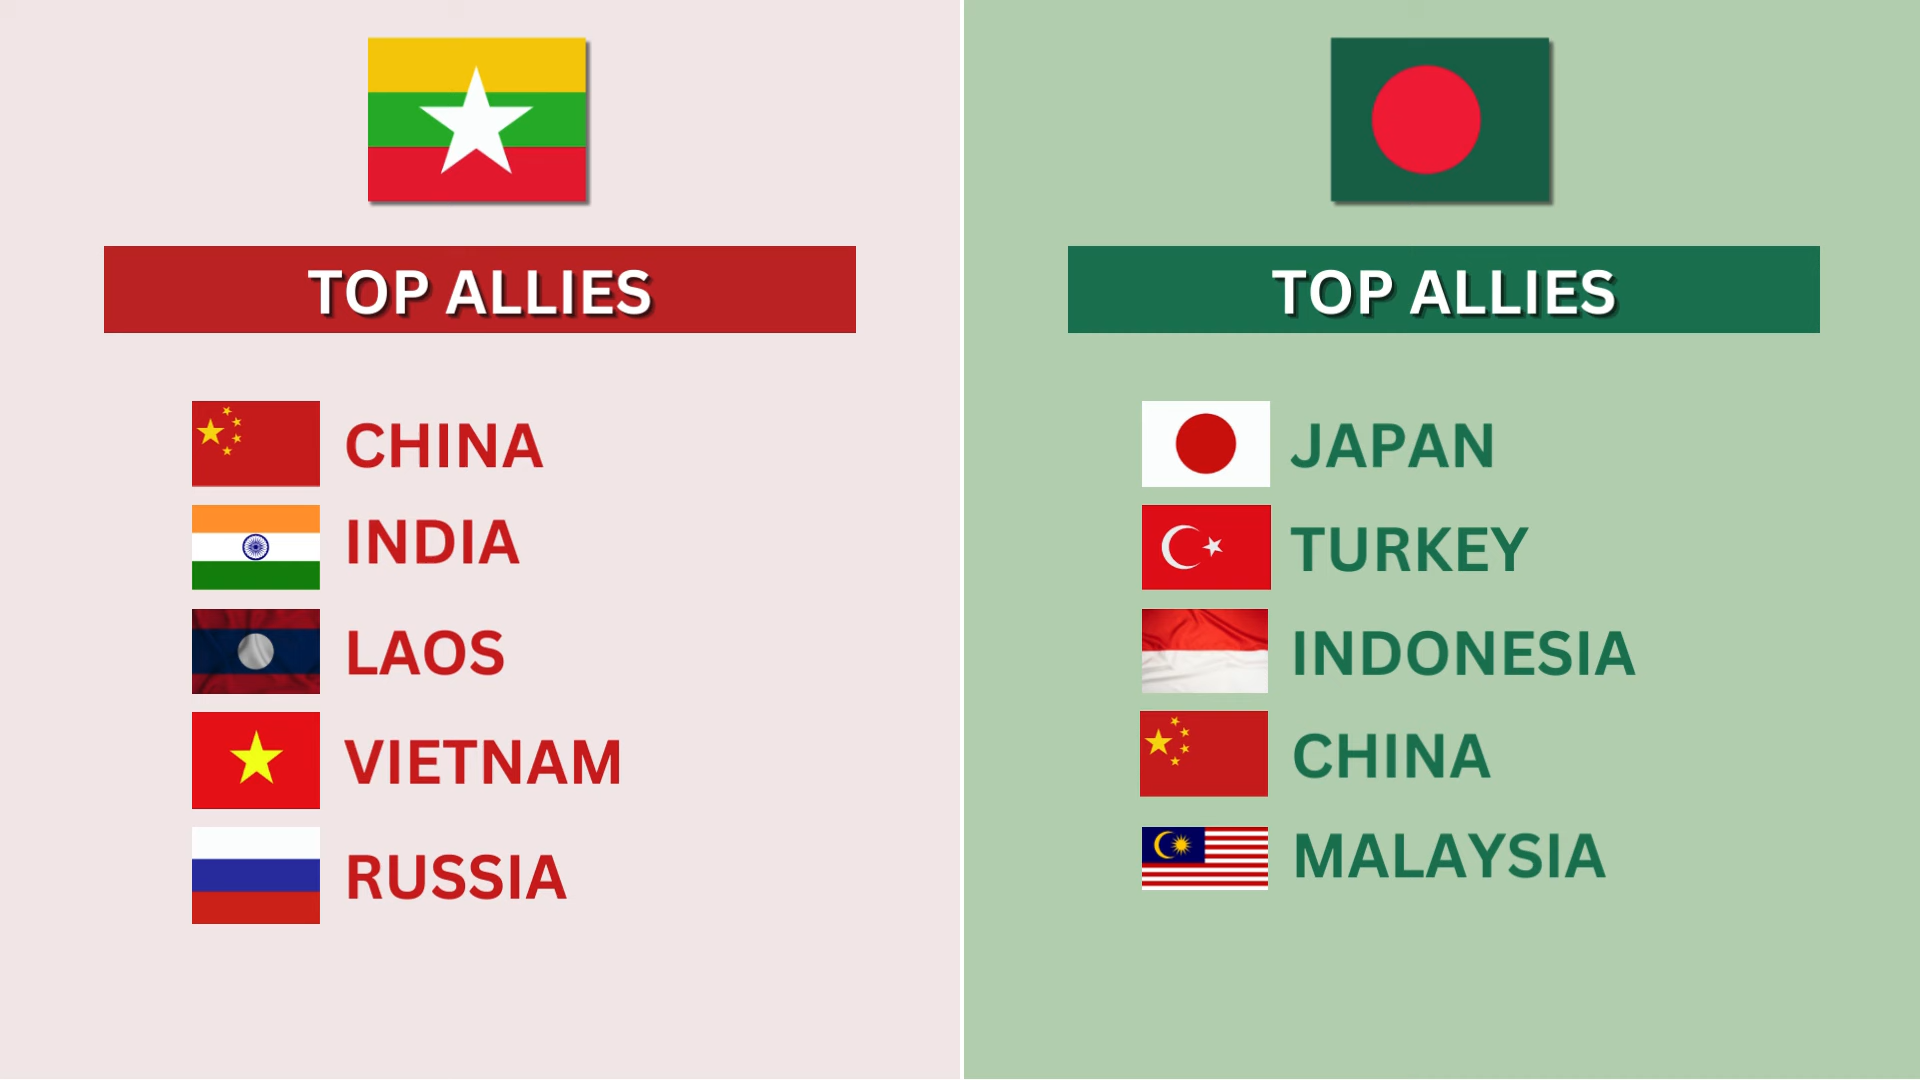 TOP ALLIES
CHINA
INDIA
LAOS
VIETNAM
RUSSIA
TOP ALLIES
JAPAN
TURKEY
INDONESIA
CHINA
MALAYSIA